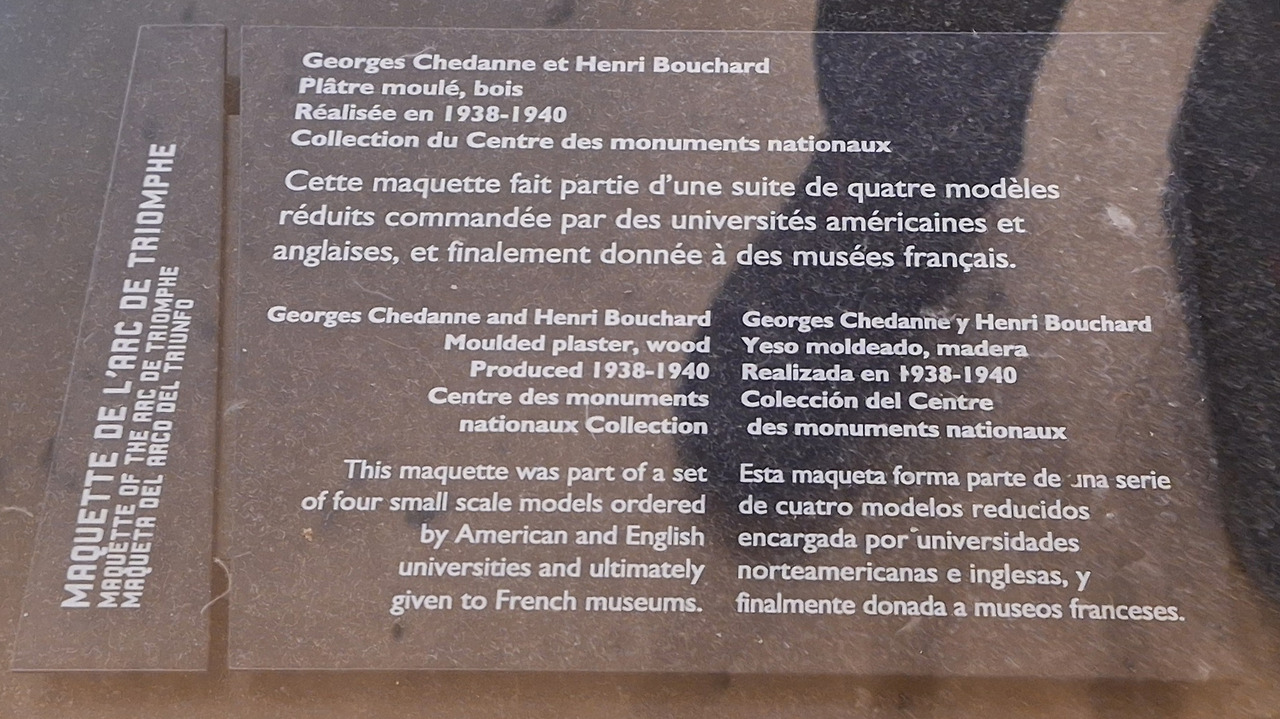 MAQUETTE DE L'ARC DE TRIOMPHE
MAQUETTE OF THE ARC DE TRIOMPHE
MAQUETA DEL ARCO DEL TRIUNFO
Georges Chedanne et Henri Bouchard
Plâtre moulé, bois
Réalisée en 1938-1940
Collection du Centre des monuments nationaux
Cette maquette fait partie d'une suite de quatre modèles
réduits commandée par des universités américaines et
anglaises, et finalement donnée à des musées français.
Georges Chedanne and Henri Bouchard
Moulded plaster, wood
Produced 1938-1940
Centre des monuments
nationaux Collection
This maquette was part of a set
of four small scale models ordered
by American and English
universities and ultimately
given to French museums.
Georges Chedanne y Henri Bouchard
Yeso moldeado, madera
Realizada en 1938-1940
Colección del Centre
des monuments nationaux
Esta maqueta forma parte de una serie
de cuatro modelos reducidos
encargada por universidades
norteamericanas e inglesas, y
finalmente donada a museos franceses.